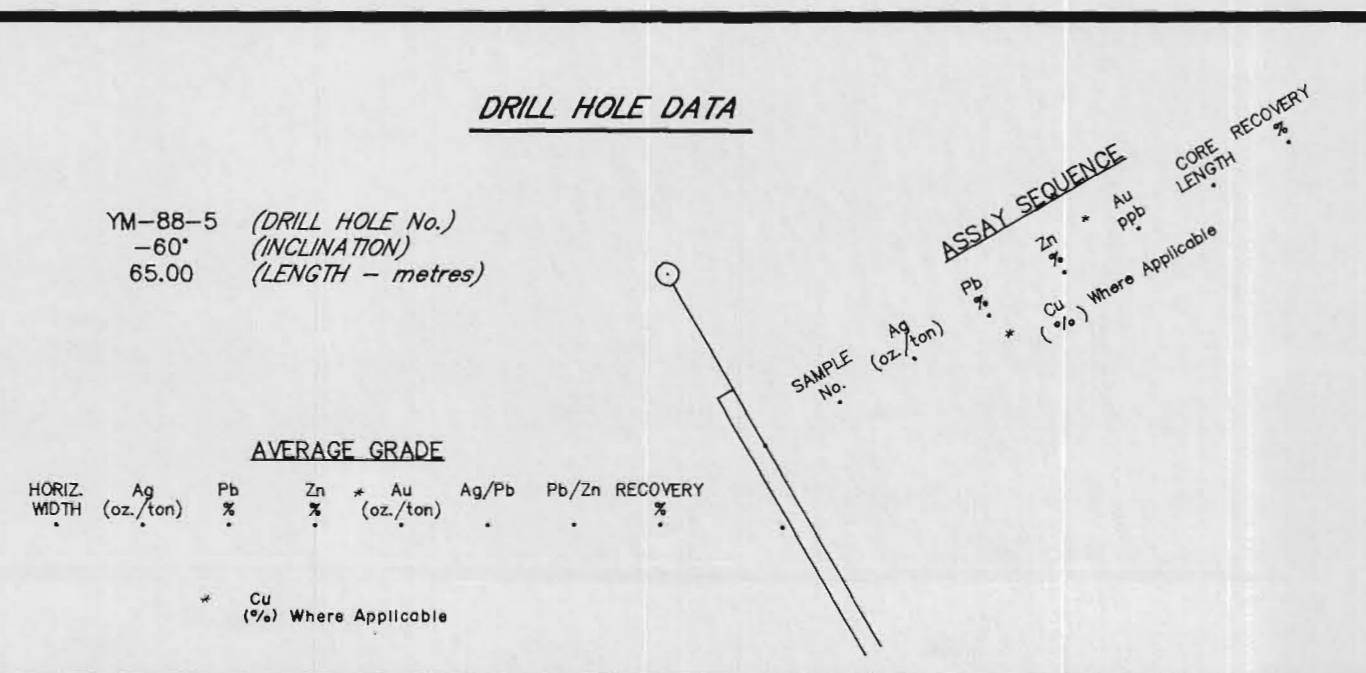 DRILL HOLE DATA
YM-88-5 (DRILL HOLE No.)
-60° (INCLINATION)
65.00 (LENGTH - metres)
ASSAY SEQUENCE
SAMPLE No.
Ag (oz./ton)
Pb %
Zn %
* Au ppb
CORE LENGTH
RECOVERY %
* Cu (%) Where Applicable
AVERAGE GRADE
HORIZ. Ag Pb Zn * Au Ag/Pb Pb/Zn RECOVERY
WIDTH (oz./ton) % % (oz./ton) %
* Cu
(%) Where Applicable